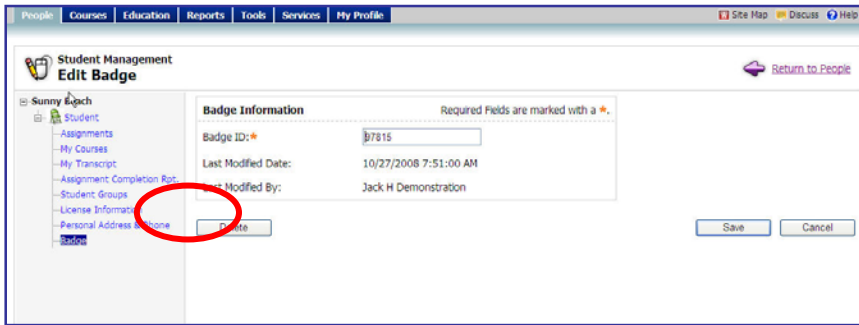 People Courses Education Reports Tools Services My Profile Site Map Discuss Help
Student Management
Edit Badge
Return to People
Sunny Beach
Student
Assignments
My Courses
My Transcript
Assignment Completion Rpt.
Student Groups
License Information
Personal Address & Phone
Badge
Badge Information Required Fields are marked with a *.
Badge ID:* 97815
Last Modified Date: 10/27/2008 7:51:00 AM
Last Modified By: Jack H Demonstration
Delete Save Cancel